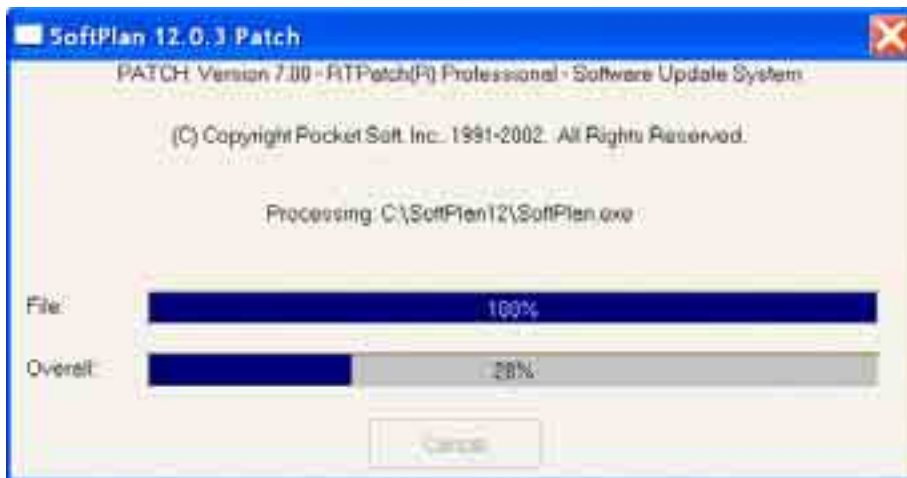 SoftPlan 12.0.3 Patch
PATCH Version 7.00 - RTPatch(R) Professional - Software Update System
(C) Copyright Pocket Soft. Inc.. 1991-2002. All Rights Reserved.
Processing: C:\SoftPlan12\SoftPlan.exe
File:
100%
Overall:
28%
Cancel